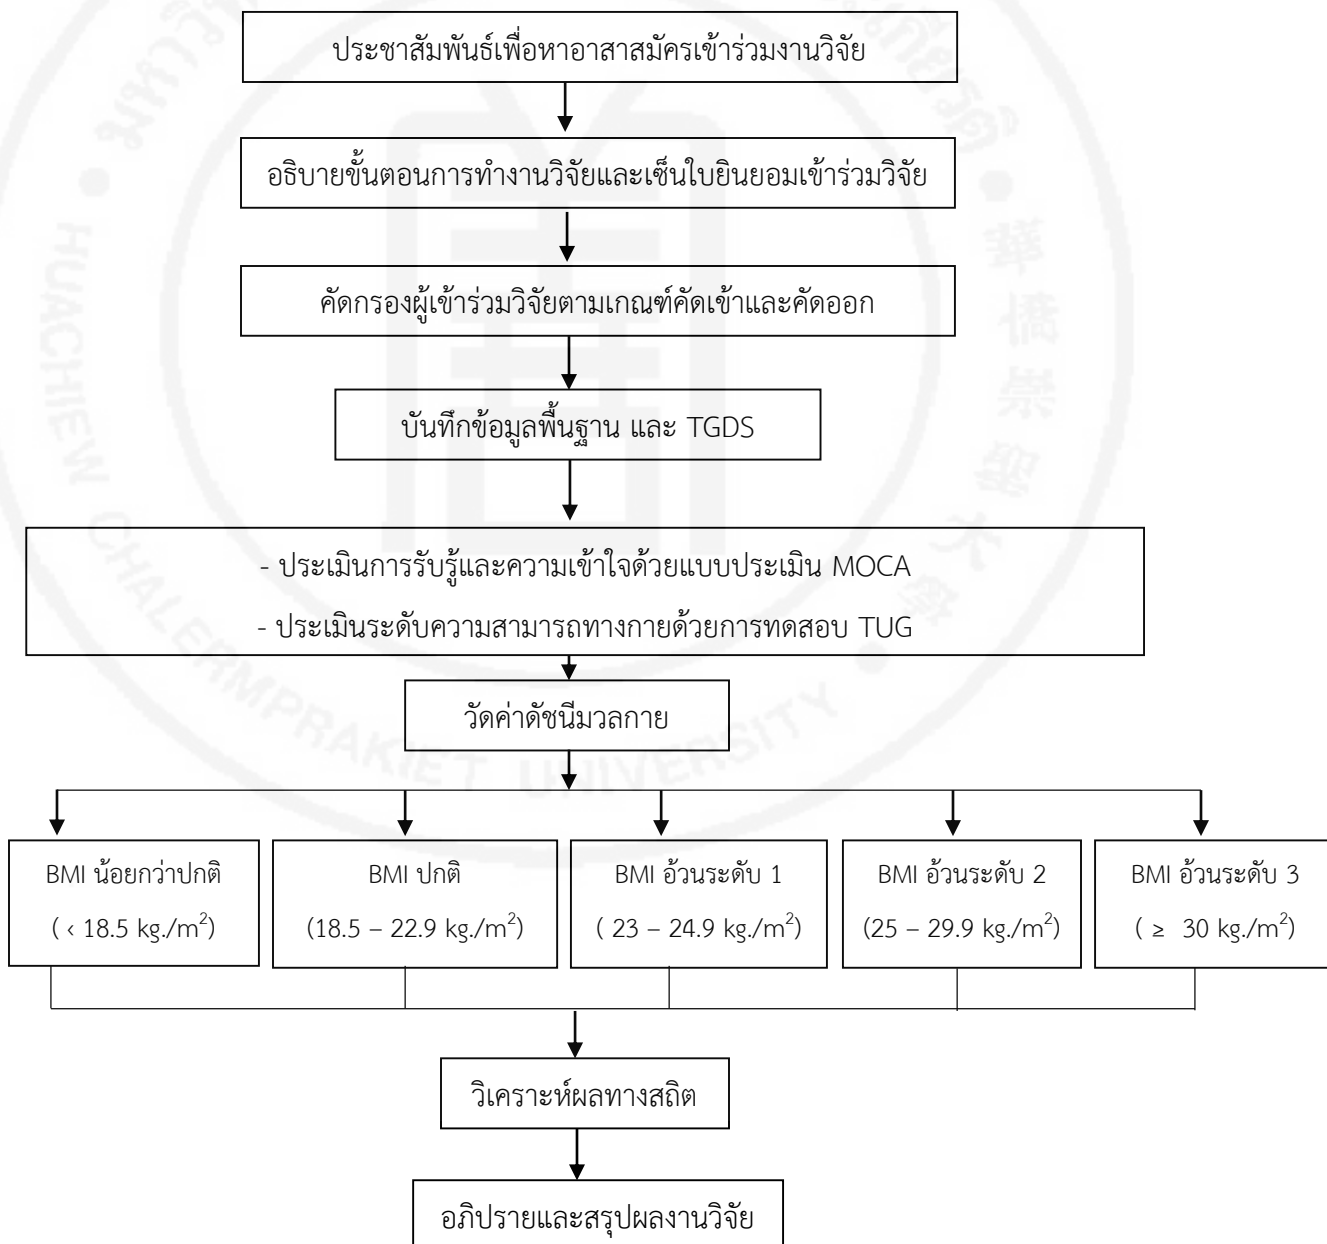 ประชาสัมพันธ์เพื่อหาอาสาสมัครเข้าร่วมงานวิจัย
อธิบายขั้นตอนการทำงานวิจัยและเซ็นใบยินยอมเข้าร่วมวิจัย
คัดกรองผู้เข้าร่วมวิจัยตามเกณฑ์คัดเข้าและคัดออก
บันทึกข้อมูลพื้นฐาน และ TGDS
- ประเมินการรับรู้และความเข้าใจด้วยแบบประเมิน MOCA
- ประเมินระดับความสามารถทางกายด้วยการทดสอบ TUG
วัดค่าดัชนีมวลกาย
BMI น้อยกว่าปกติ
( < 18.5 kg./m²)
BMI ปกติ
(18.5 – 22.9 kg./m²)
BMI อ้วนระดับ 1
( 23 – 24.9 kg./m²)
BMI อ้วนระดับ 2
(25 – 29.9 kg./m²)
BMI อ้วนระดับ 3
( ≥ 30 kg./m²)
วิเคราะห์ผลทางสถิต
อภิปรายและสรุปผลงานวิจัย
HUACHIEW CHALERMPRAKIET UNIVERSITY